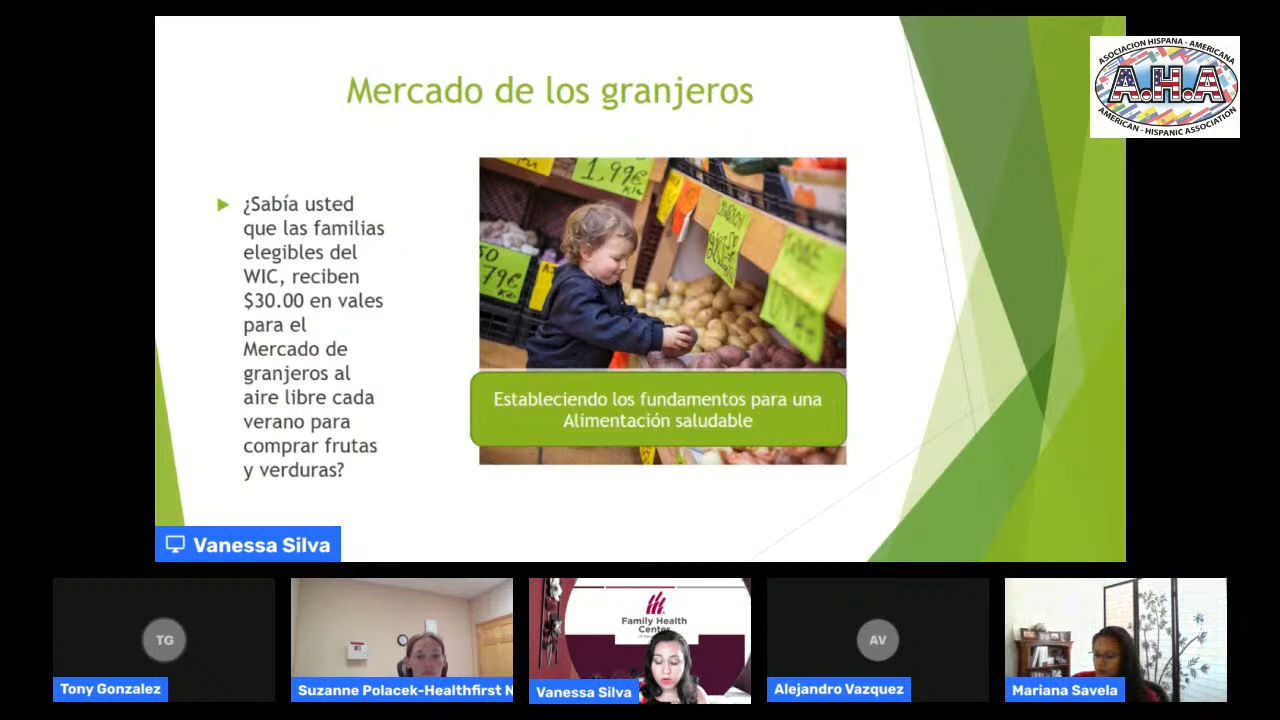 Mercado de los granjeros
ASOCIACION HISPANA - AMERICANA
A.H.A
AMERICAN - HISPANIC ASSOCIATION
¿Sabía usted
que las familias
elegibles del
WIC, reciben
$30.00 en vales
para el
Mercado de
granjeros al
aire libre cada
verano para
comprar frutas
y verduras?
1,99€
79€
Estableciendo los fundamentos para una
Alimentación saludable
Vanessa Silva
TG
Tony Gonzalez
Suzanne Polacek-Healthfirst N
Family Health
Center
Vanessa Silva
AV
Alejandro Vazquez
Mariana Savela